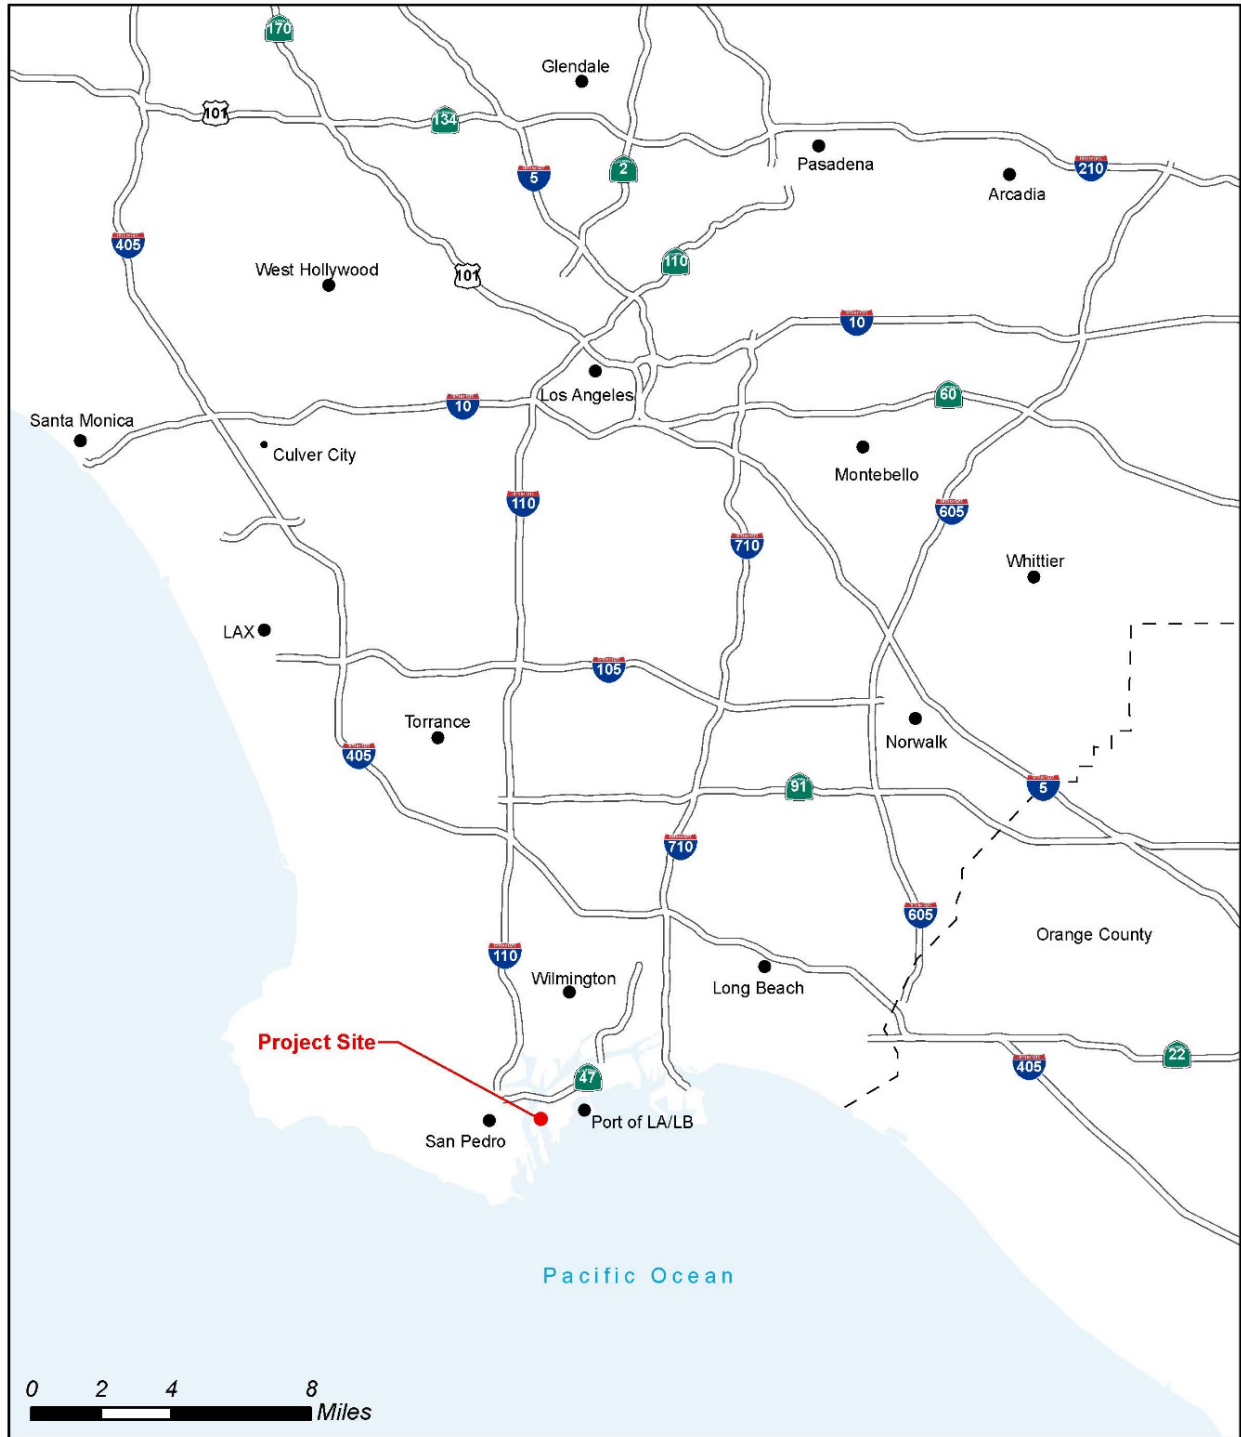 170
Glendale
101
134
2
5
Pasadena
210
Arcadia
405
110
West Hollywood
101
10
Los Angeles
60
10
Santa Monica
Culver City
Montebello
110
605
710
Whittier
LAX
105
Torrance
Norwalk
405
91
5
710
605
Orange County
110
Wilmington
Long Beach
Project Site
22
405
47
Port of LA/LB
San Pedro
Pacific Ocean
0 2 4 8
Miles